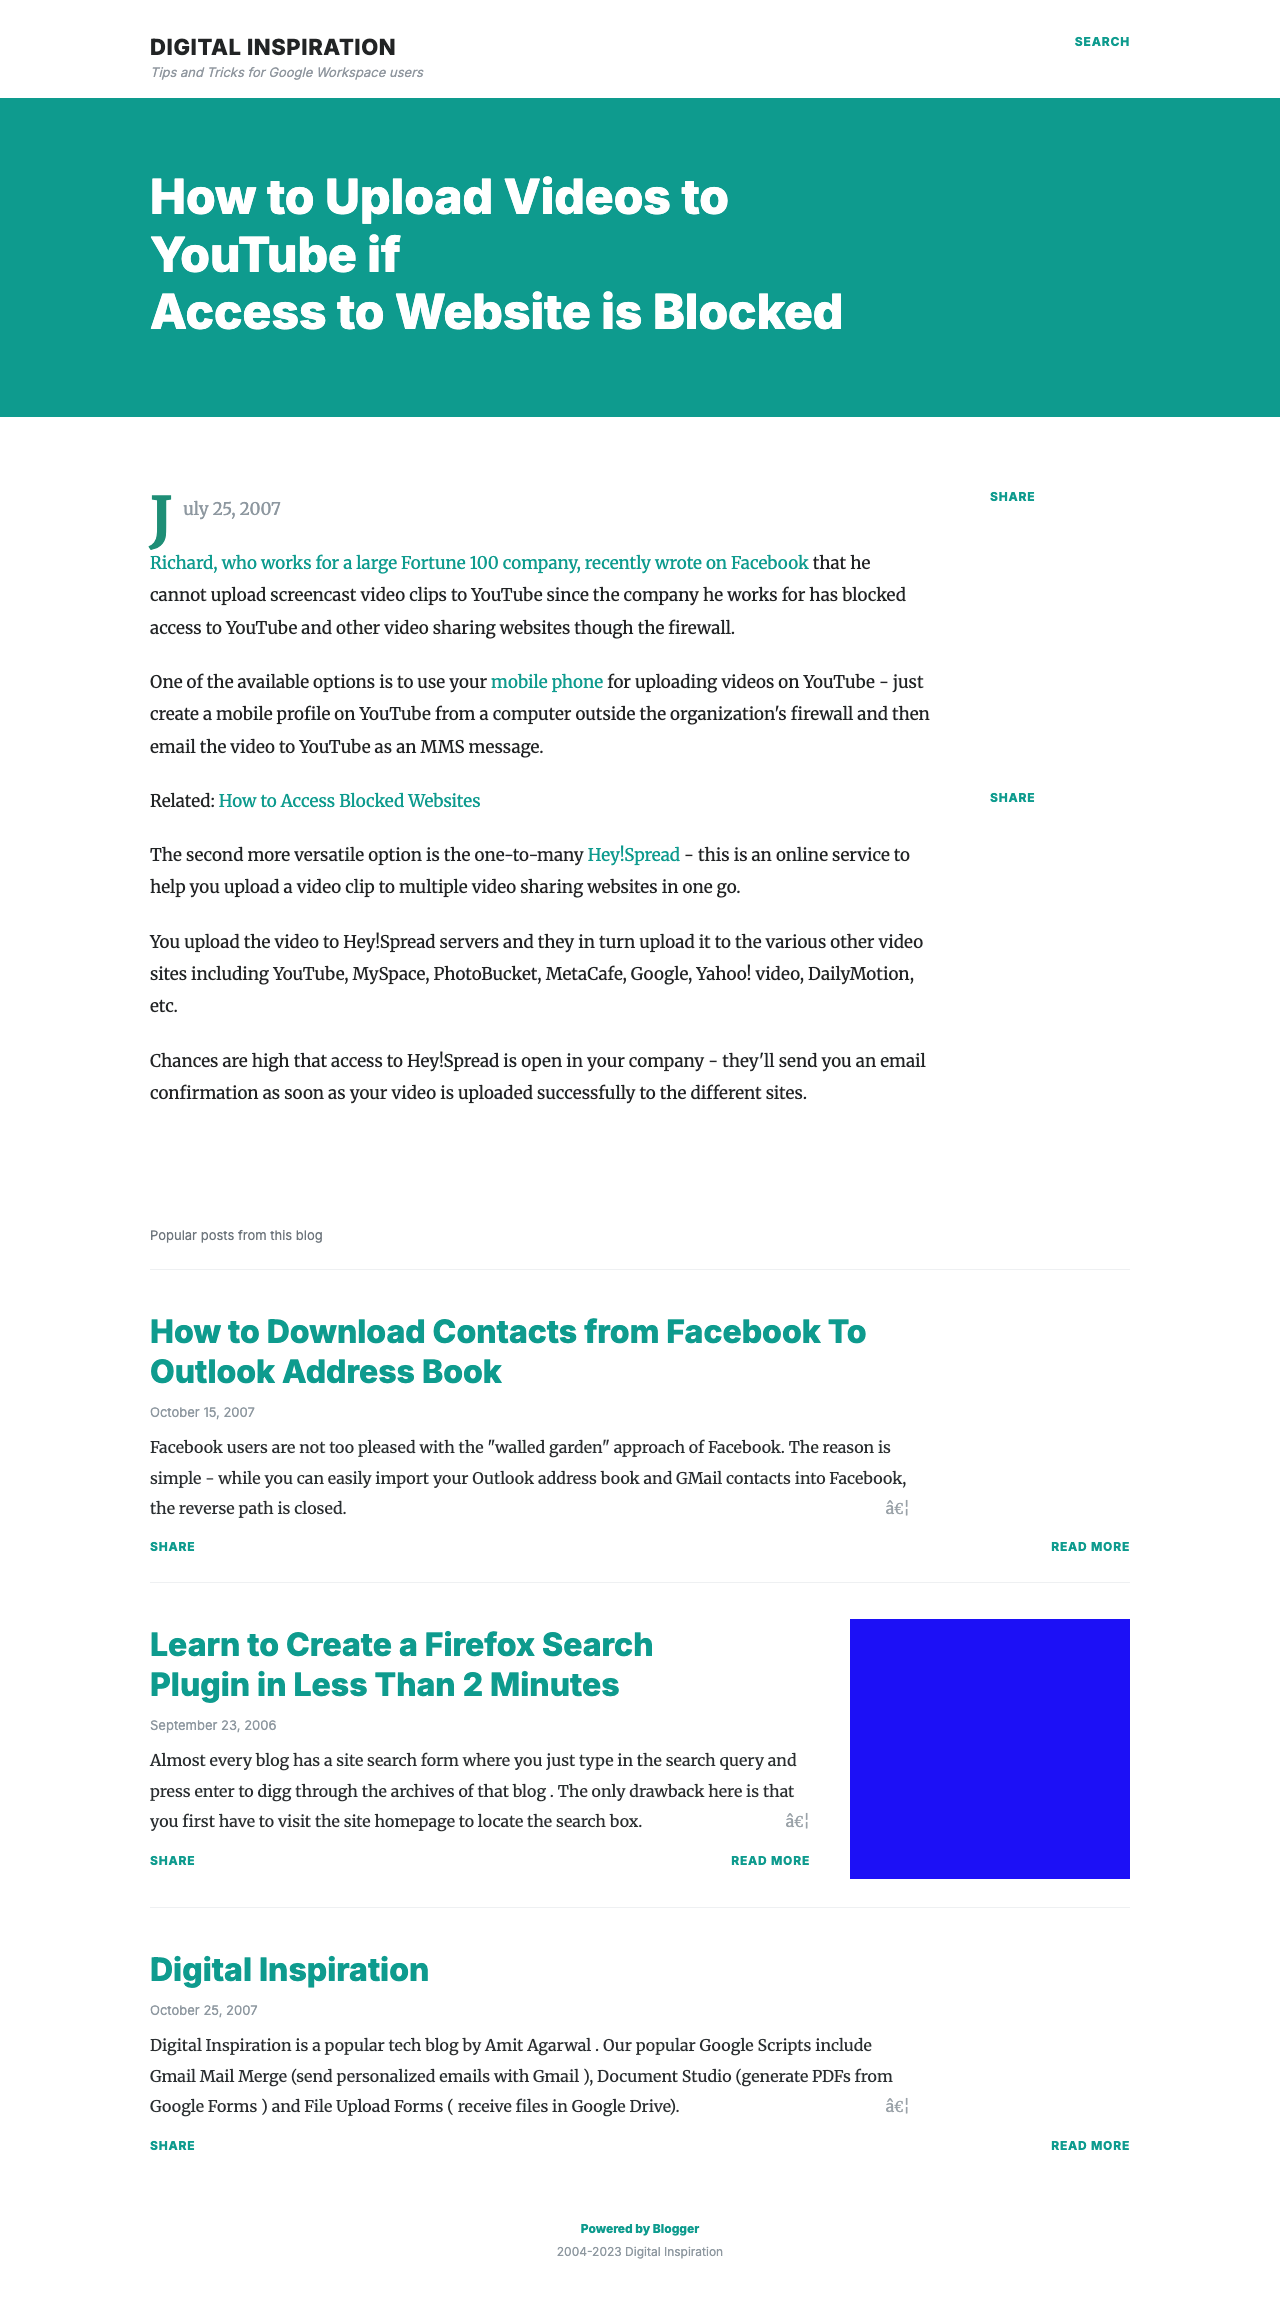 DIGITAL INSPIRATION
SEARCH
Tips and Tricks for Google Workspace users
How to Upload Videos to
YouTube if
Access to Website is Blocked
July 25, 2007
SHARE
Richard, who works for a large Fortune 100 company, recently wrote on Facebook that he
cannot upload screencast video clips to YouTube since the company he works for has blocked
access to YouTube and other video sharing websites though the firewall.
One of the available options is to use your mobile phone for uploading videos on YouTube - just
create a mobile profile on YouTube from a computer outside the organization's firewall and then
email the video to YouTube as an MMS message.
Related: How to Access Blocked Websites
SHARE
The second more versatile option is the one-to-many Hey!Spread - this is an online service to
help you upload a video clip to multiple video sharing websites in one go.
You upload the video to Hey!Spread servers and they in turn upload it to the various other video
sites including YouTube, MySpace, PhotoBucket, MetaCafe, Google, Yahoo! video, DailyMotion,
etc.
Chances are high that access to Hey!Spread is open in your company - they'll send you an email
confirmation as soon as your video is uploaded successfully to the different sites.
Popular posts from this blog
How to Download Contacts from Facebook To
Outlook Address Book
October 15, 2007
Facebook users are not too pleased with the "walled garden" approach of Facebook. The reason is
simple - while you can easily import your Outlook address book and GMail contacts into Facebook,
the reverse path is closed. â€¦
SHARE
READ MORE
Learn to Create a Firefox Search
Plugin in Less Than 2 Minutes
September 23, 2006
Almost every blog has a site search form where you just type in the search query and
press enter to digg through the archives of that blog . The only drawback here is that
you first have to visit the site homepage to locate the search box. â€¦
SHARE
READ MORE
Digital Inspiration
October 25, 2007
Digital Inspiration is a popular tech blog by Amit Agarwal . Our popular Google Scripts include
Gmail Mail Merge (send personalized emails with Gmail ), Document Studio (generate PDFs from
Google Forms ) and File Upload Forms ( receive files in Google Drive). â€¦
SHARE
READ MORE
Powered by Blogger
2004-2023 Digital Inspiration